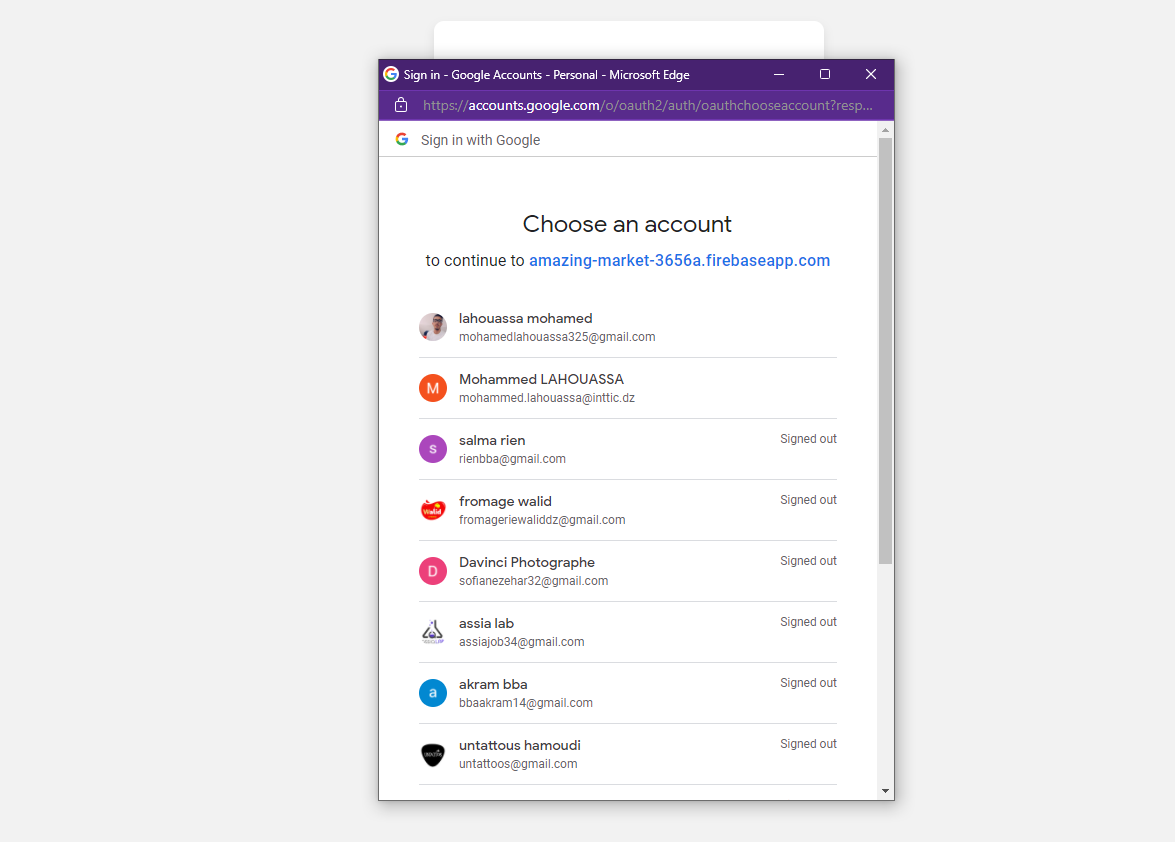 Sign in - Google Accounts - Personal - Microsoft Edge
https://accounts.google.com/o/oauth2/auth/oauthchooseaccount?resp...
Sign in with Google
Choose an account
to continue to amazing-market-3656a.firebaseapp.com
lahouassa mohamed
mohamedlahouassa325@gmail.com
M
Mohammed LAHOUASSA
mohammed.lahouassa@inttic.dz
s
salma rien
Signed out
rienbba@gmail.com
Walid
fromage walid
Signed out
fromageriewaliddz@gmail.com
D
Davinci Photographe
Signed out
sofianezehar32@gmail.com
assia lab
Signed out
assiajob34@gmail.com
a
akram bba
Signed out
bbaakram14@gmail.com
untattous hamoudi
Signed out
untattoos@gmail.com